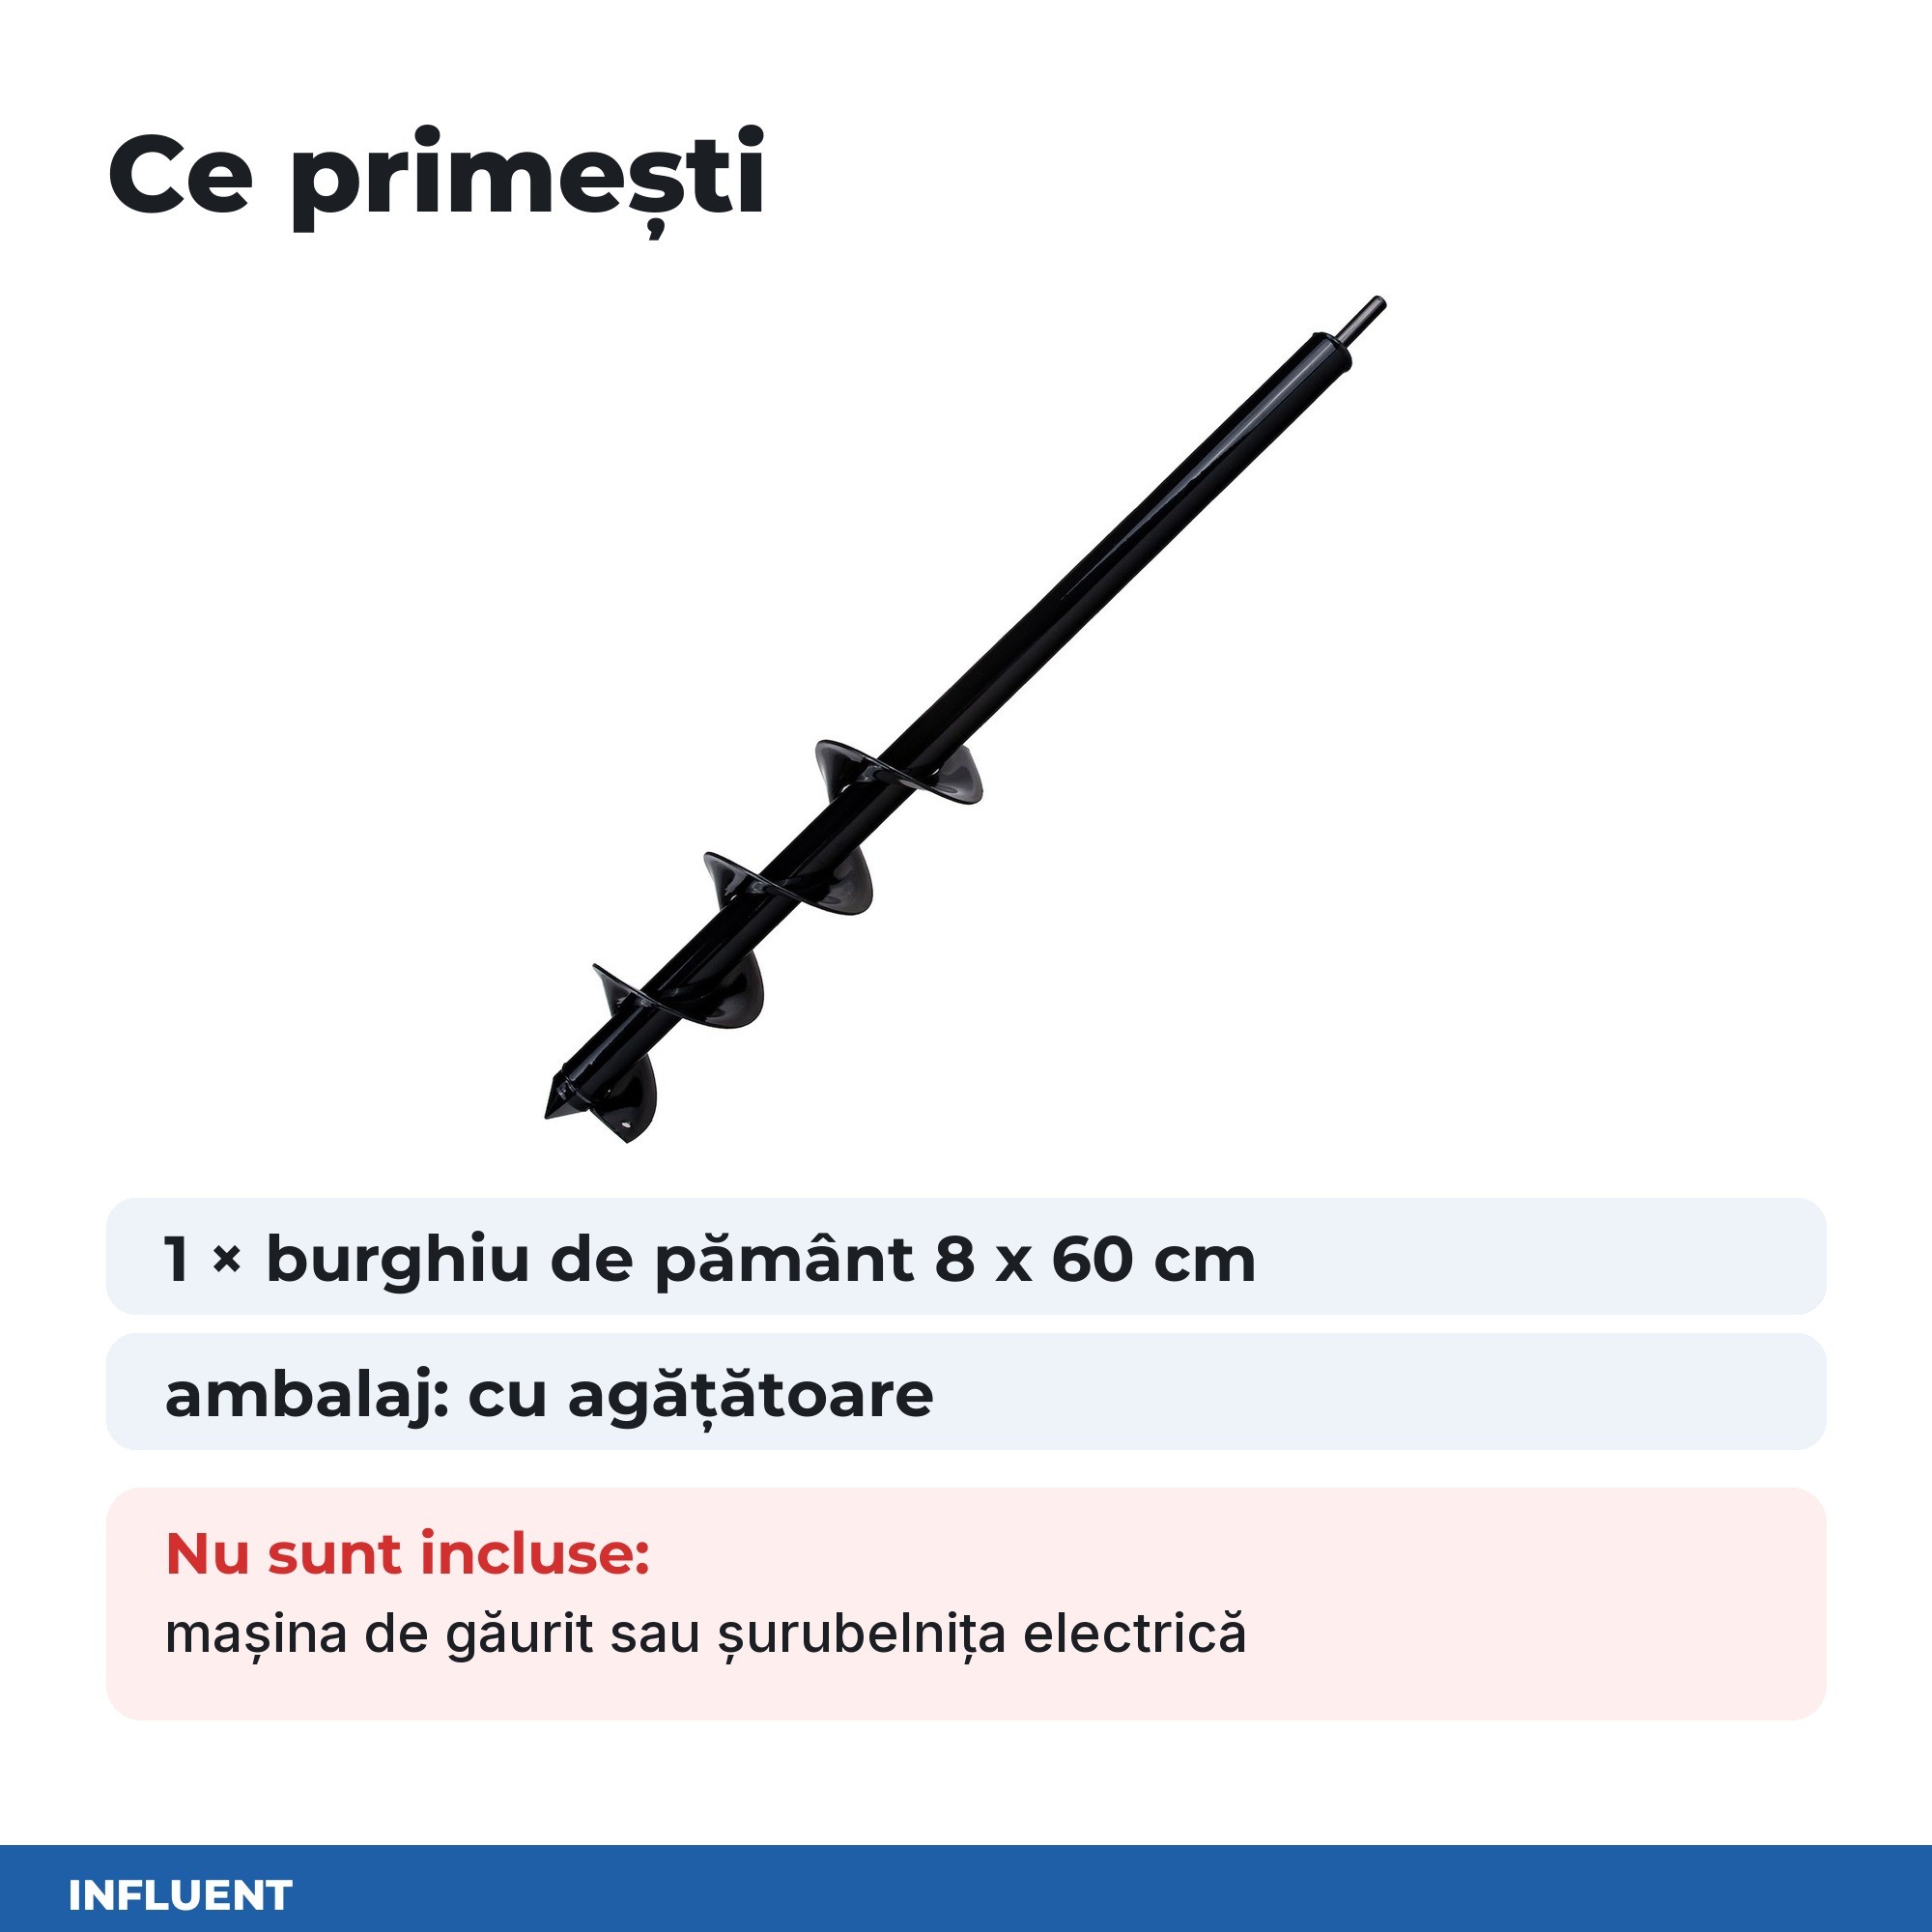 Ce primești
1 × burghiu de pământ 8 x 60 cm
ambalaj: cu agățătoare
Nu sunt incluse:
mașina de găurit sau șurubelnița electrică
INFLUENT